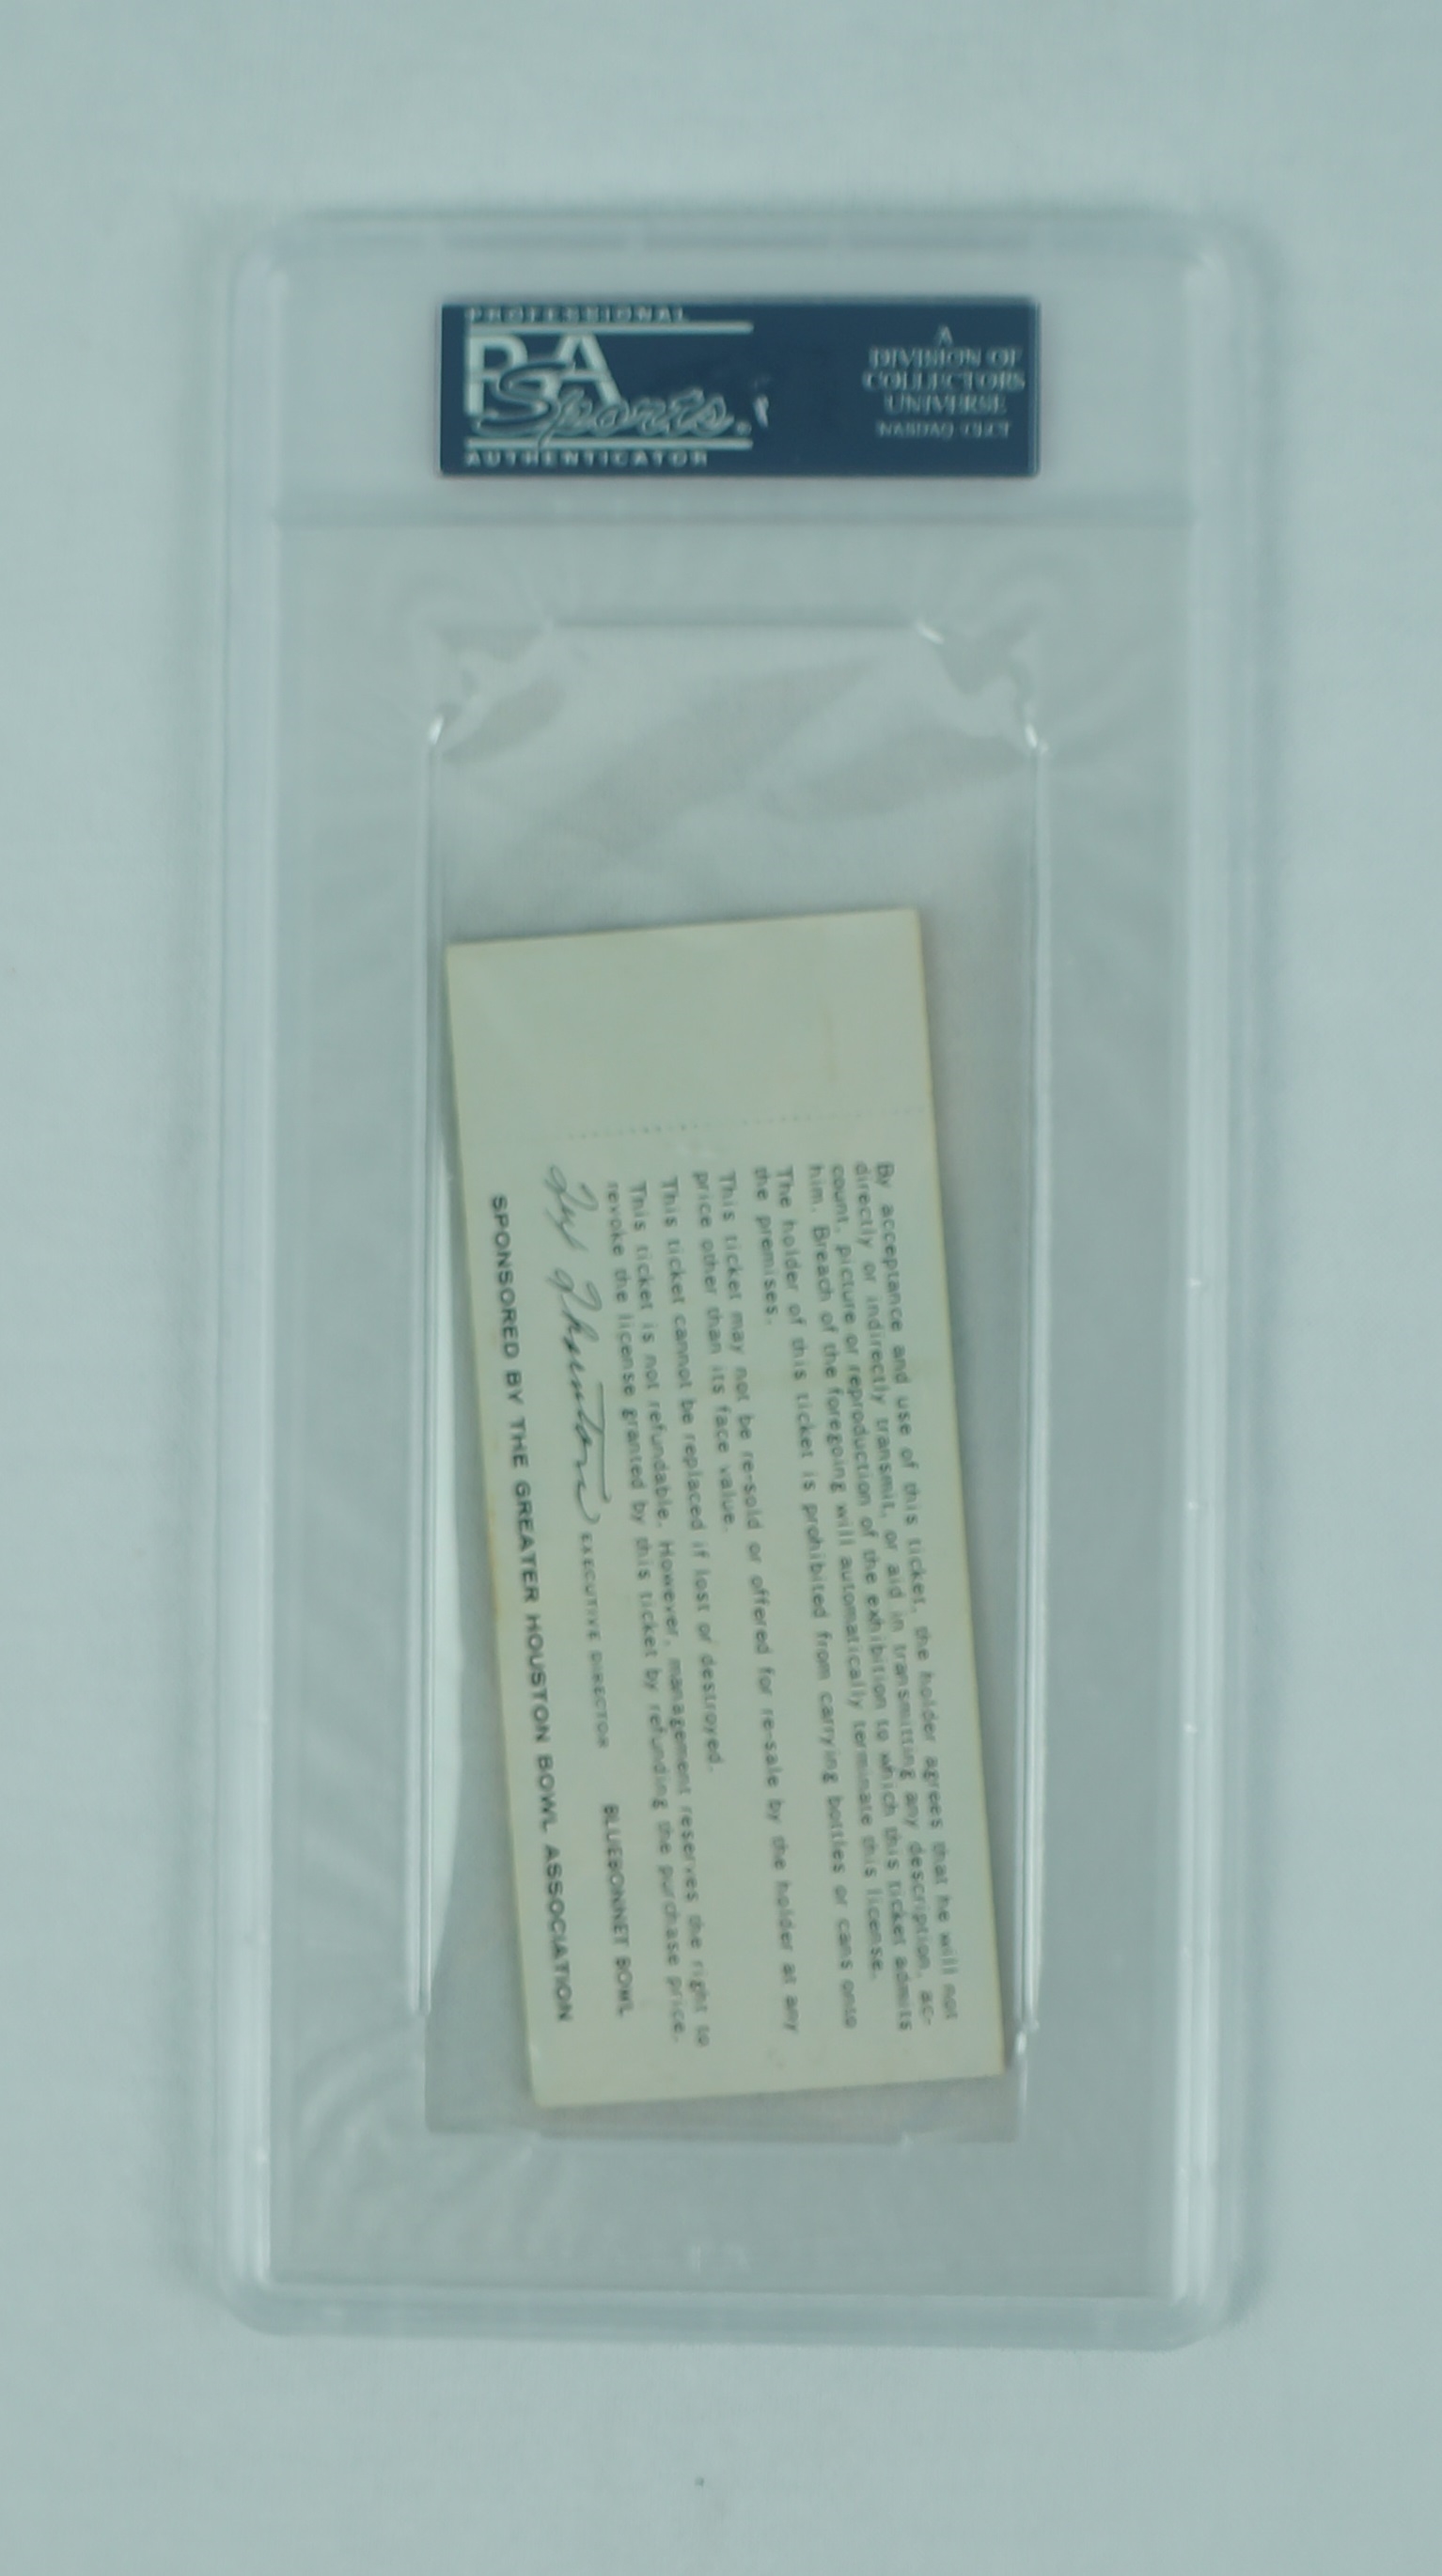 PROFESSIONAL
PSA
Sports
AUTHENTICATOR
A
DIVISION OF
COLLECTORS
UNIVERSE
NASDAQ: CLCT
By acceptance and use of this ticket, the holder agrees that he will not
directly or indirectly transmit, or aid in transmitting any description, ac-
count, picture or reproduction of the exhibition to which this ticket admits
him. Breach of the foregoing will automatically terminate this license.
The holder of this ticket is prohibited from carrying bottles or cans onto
the premises.
This ticket may not be re-sold or offered for re-sale by the holder at any
price other than its face value.
This ticket cannot be replaced if lost or destroyed.
This ticket is not refundable. However, management reserves the right to
revoke the license granted by this ticket by refunding the purchase price.
EXECUTIVE DIRECTOR BLUEBONNET BOWL
SPONSORED BY THE GREATER HOUSTON BOWL ASSOCIATION